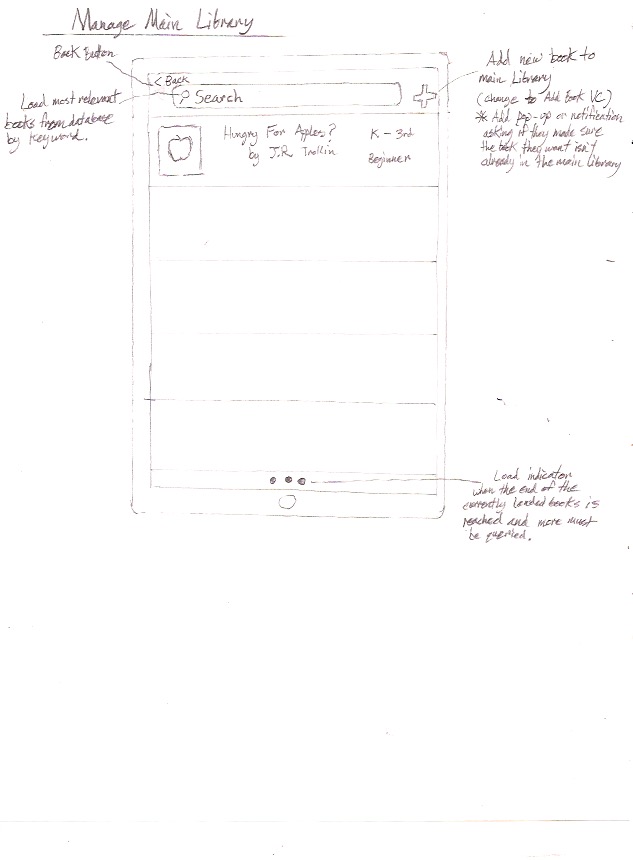 Manage Main Library
Back Button
< Back
Search
Load most relevant
books from database
by keyword.
Add new book to
main Library
(change to Add Book VC)
* Add pop-up or notification
asking if they made sure
the book they want isn't
already in the main library
Hungry For Apples?
by J.R. Trollin
K - 3rd
Beginner
Load indicator
when the end of the
currently loaded books is
reached and more must
be queried.